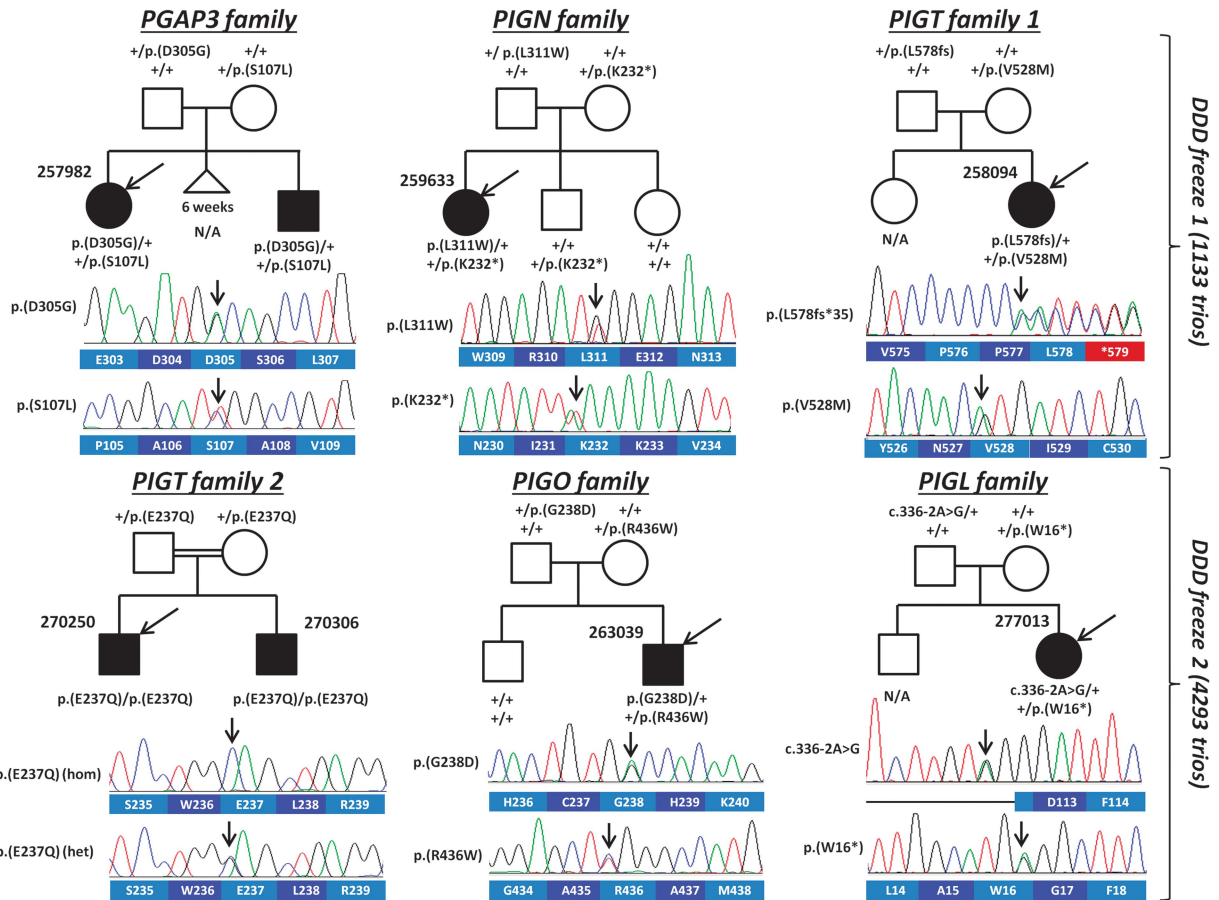 PGAP3 family
+/p.(D305G) +/+
+/+ +/p.(S107L)
257982
6 weeks
N/A
p.(D305G)/+ p.(D305G)/+
+/p.(S107L) +/p.(S107L)
p.(D305G)
E303 D304 D305 S306 L307
p.(S107L)
P105 A106 S107 A108 V109
PIGN family
+/ p.(L311W) +/+
+/+ +/p.(K232*)
259633
p.(L311W)/+ +/+ +/+
+/p.(K232*) +/p.(K232*) +/+
p.(L311W)
W309 R310 L311 E312 N313
p.(K232*)
N230 I231 K232 K233 V234
PIGT family 1
+/p.(L578fs) +/+
+/+ +/p.(V528M)
258094
N/A
p.(L578fs)/+
+/p.(V528M)
p.(L578fs*35)
V575 P576 P577 L578 *579
p.(V528M)
Y526 N527 V528 I529 C530
DDD freeze 1 (1133 trios)
PIGT family 2
+/p.(E237Q) +/p.(E237Q)
270250 270306
p.(E237Q)/p.(E237Q) p.(E237Q)/p.(E237Q)
p.(E237Q) (hom)
S235 W236 E237 L238 R239
p.(E237Q) (het)
S235 W236 E237 L238 R239
PIGO family
+/p.(G238D) +/+
+/+ +/p.(R436W)
263039
+/+ p.(G238D)/+
+/+ +/p.(R436W)
p.(G238D)
H236 C237 G238 H239 K240
p.(R436W)
G434 A435 R436 A437 M438
PIGL family
c.336-2A>G/+ +/+
+/+ +/p.(W16*)
277013
N/A
c.336-2A>G/+
+/p.(W16*)
c.336-2A>G
D113 F114
p.(W16*)
L14 A15 W16 G17 F18
DDD freeze 2 (4293 trios)